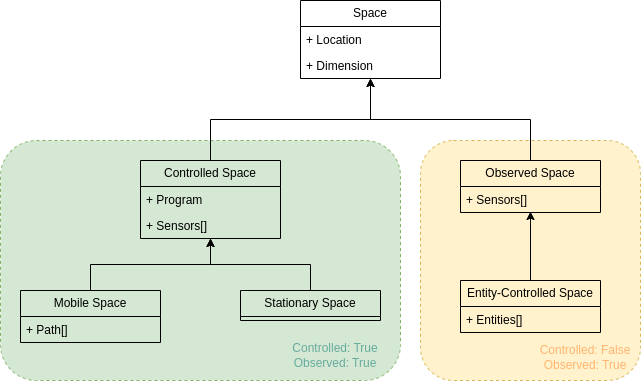 Space
+ Location
+ Dimension
Controlled Space
+ Program
+ Sensors[]
Observed Space
+ Sensors[]
Mobile Space
+ Path[]
Stationary Space
Entity-Controlled Space
+ Entities[]
Controlled: True
Observed: True
Controlled: False
Observed: True